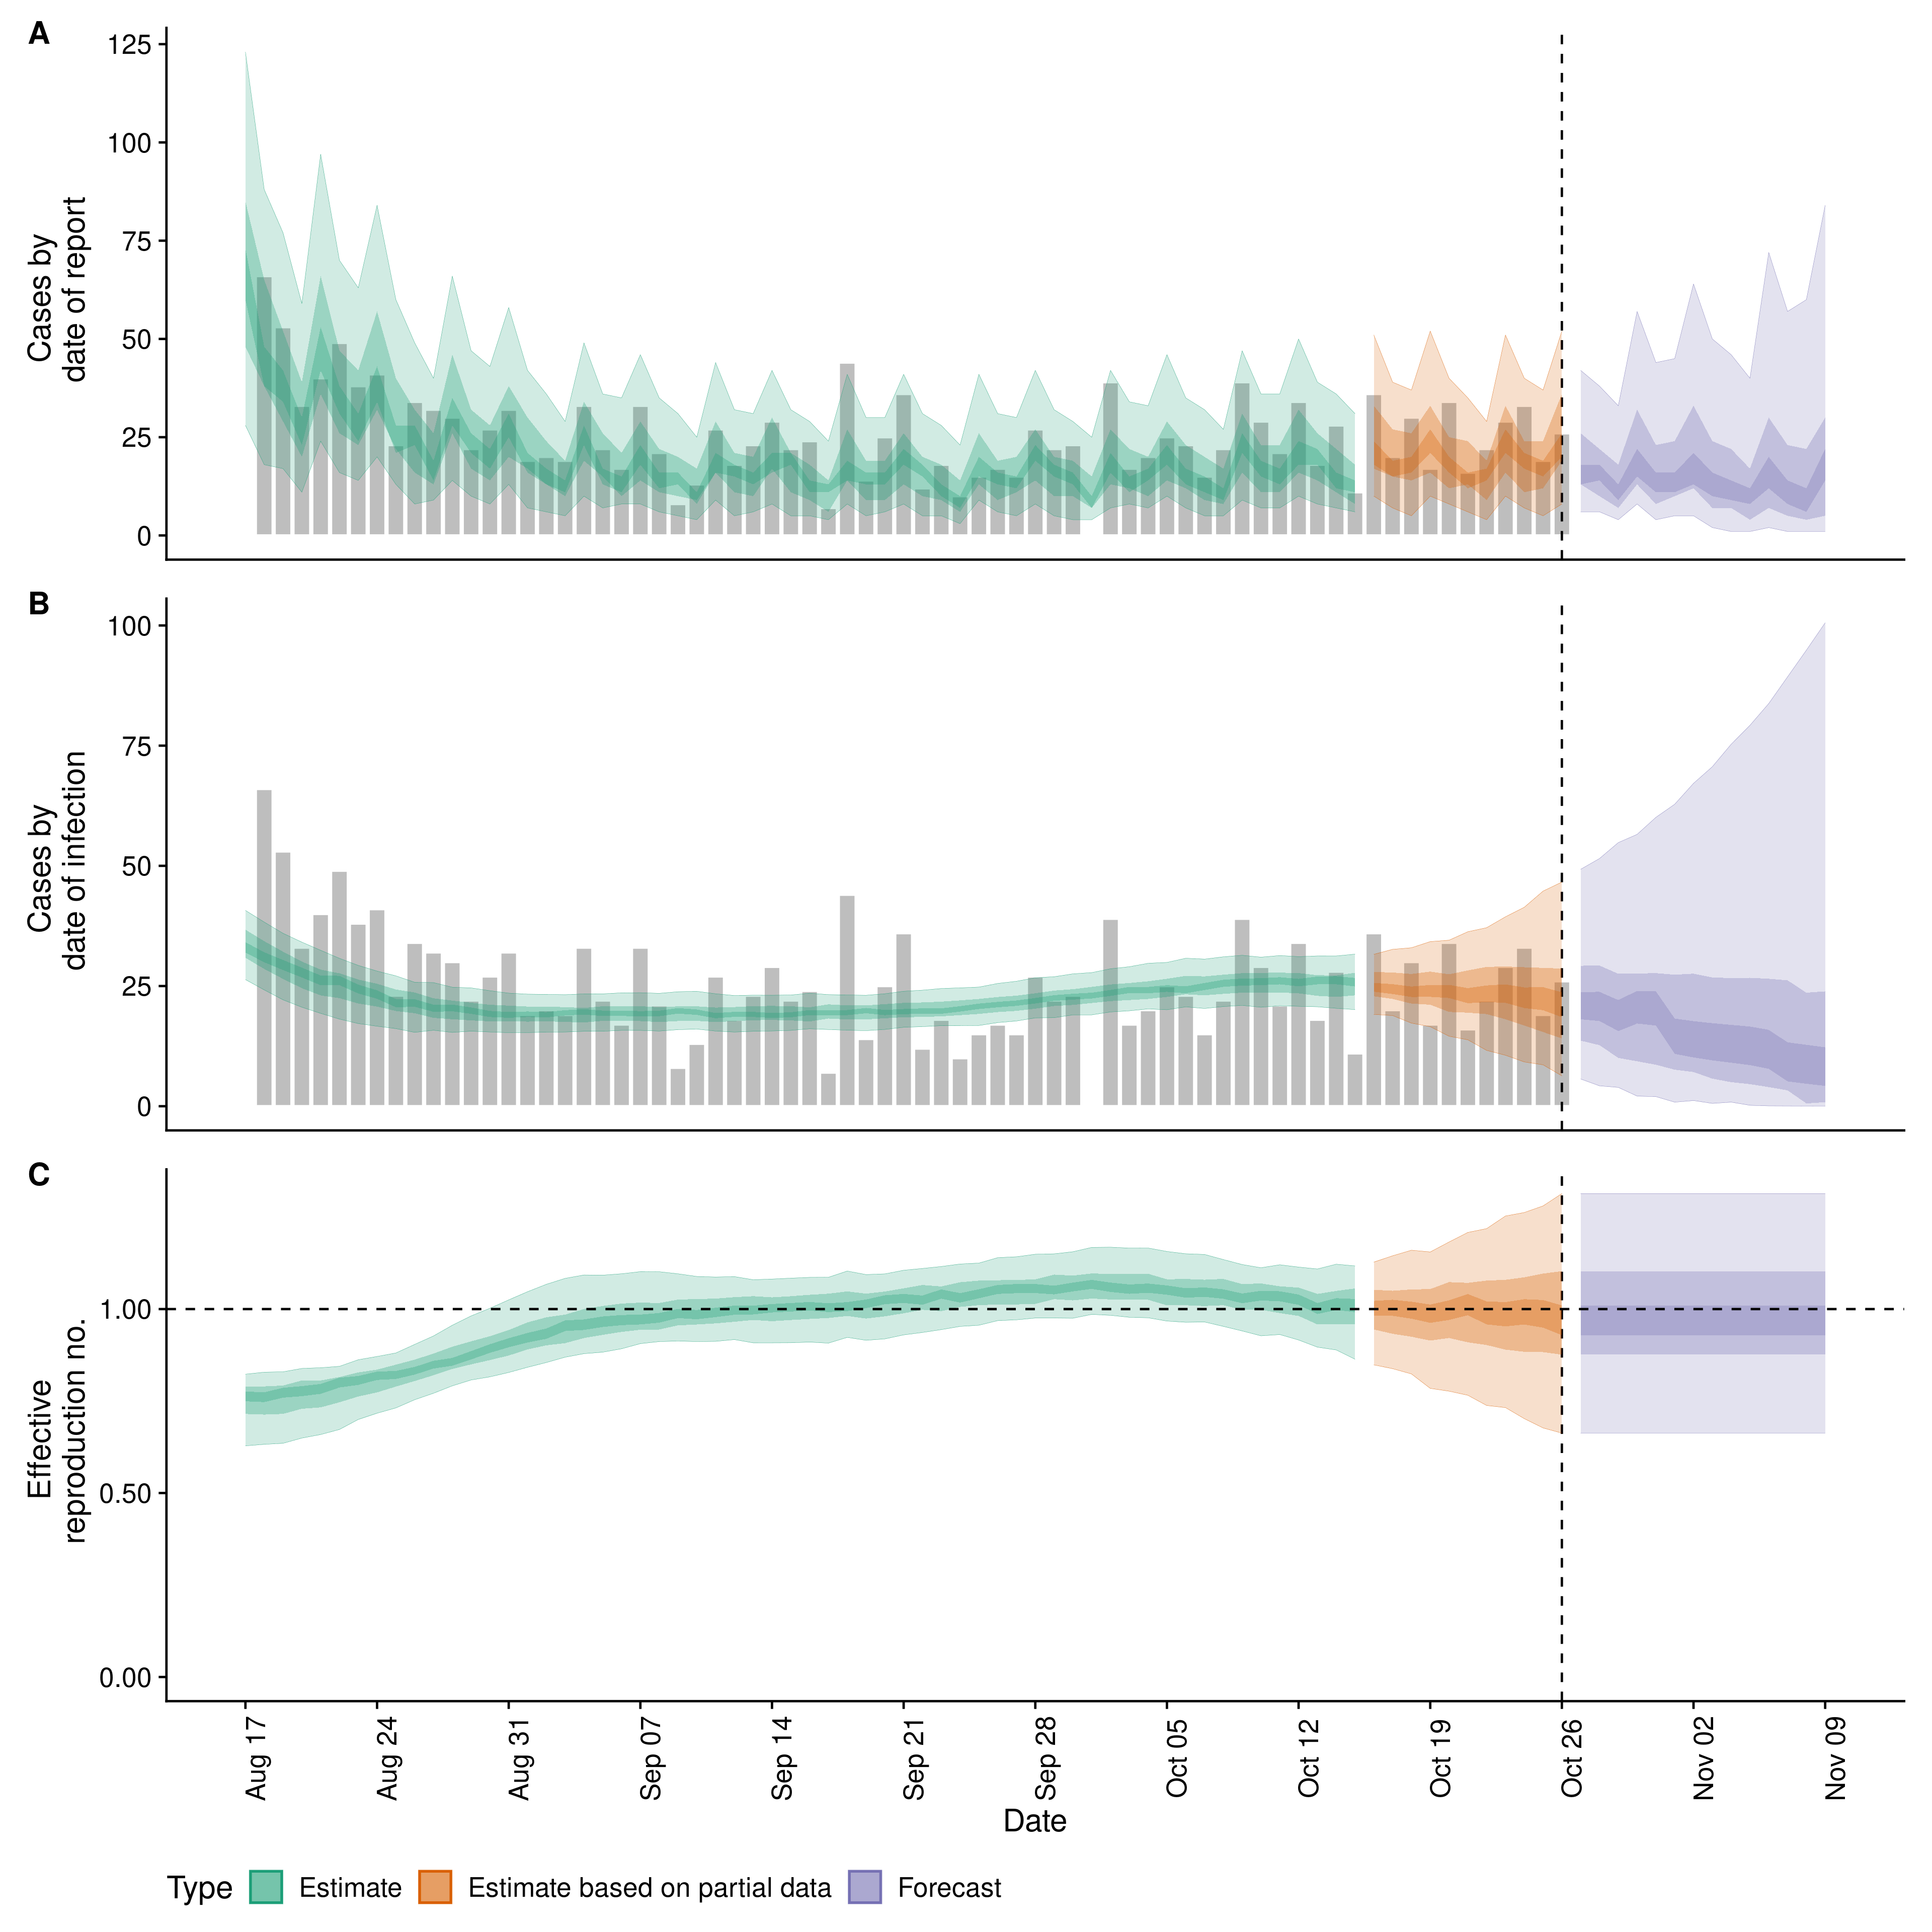 A
125
100
75
50
25
0
Cases by
date of report
B
100
75
50
25
0
Cases by
date of infection
C
1.00
0.50
0.00
Effective
reproduction no.
Aug 17
Aug 24
Aug 31
Sep 07
Sep 14
Sep 21
Sep 28
Oct 05
Oct 12
Oct 19
Oct 26
Nov 02
Nov 09
Date
Type Estimate Estimate based on partial data Forecast